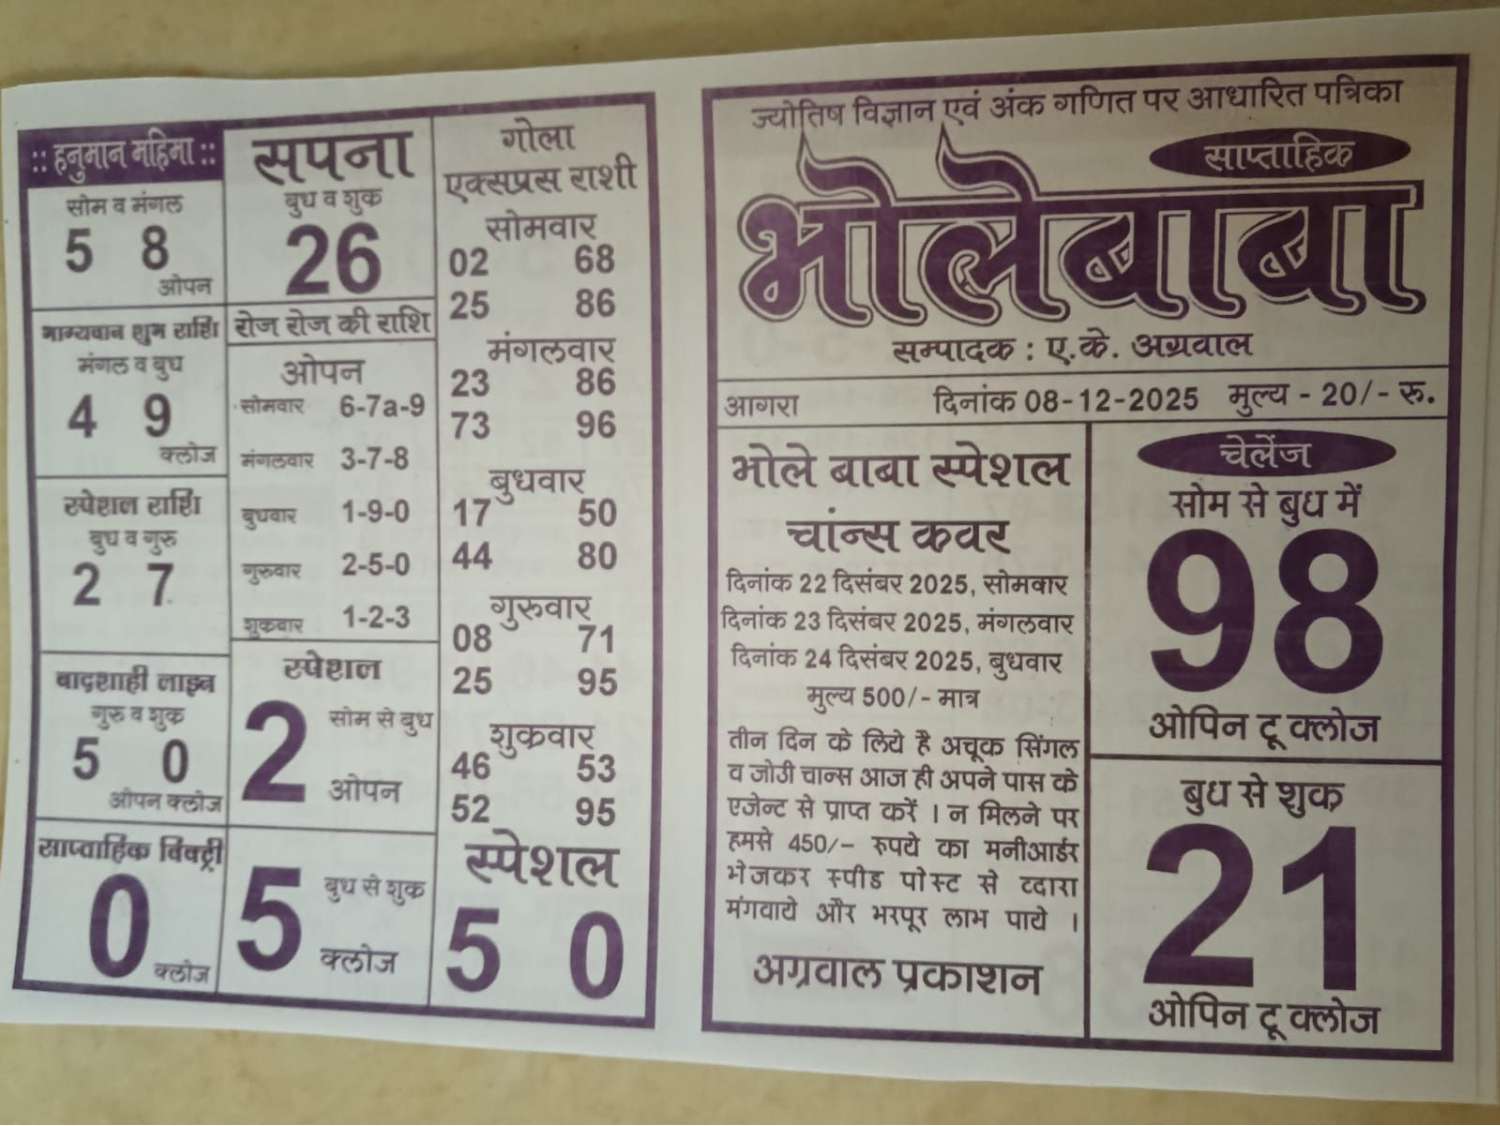 :: हनुमान महिमा ::
सोम व मंगल
5 8
ओपन
भाग्यवान शुभ राशि
मंगल व बुध
4 9
क्लोज
स्पेशल राशि
बुध व गुरु
2 7
बादशाही लाइन
गुरु व शुक
5 0
ओपन क्लोज
साप्ताहिक विक्ट्री
0
क्लोज
सपना
बुध व शुक
26
रोज रोज की राशि
ओपन
सोमवार 6-7a-9
मंगलवार 3-7-8
बुधवार 1-9-0
गुरुवार 2-5-0
शुकवार 1-2-3
स्पेशल
2 सोम से बुध
ओपन
5 बुध से शुक
क्लोज
गोला
एक्सप्रस राशी
सोमवार
02 68
25 86
मंगलवार
23 86
73 96
बुधवार
17 50
44 80
गुरुवार
08 71
25 95
शुकवार
46 53
52 95
स्पेशल
5 0
ज्योतिष विज्ञान एवं अंक गणित पर आधारित पत्रिका
साप्ताहिक
भोलेबाबा
सम्पादक : ए.के. अग्रवाल
आगरा दिनांक 08-12-2025 मुल्य - 20/- रु.
भोले बाबा स्पेशल
चांन्स कवर
दिनांक 22 दिसंबर 2025, सोमवार
दिनांक 23 दिसंबर 2025, मंगलवार
दिनांक 24 दिसंबर 2025, बुधवार
मुल्य 500/- मात्र
तीन दिन के लिये है अचूक सिंगल
व जोडी चान्स आज ही अपने पास के
एजेन्ट से प्राप्त करें । न मिलने पर
हमसे 450/- रुपये का मनीआर्डर
भेजकर स्पीड पोस्ट से व्दारा
मंगवाये और भरपूर लाभ पाये ।
अग्रवाल प्रकाशन
चेलेंज
सोम से बुध में
98
ओपिन टू क्लोज
बुध से शुक
21
ओपिन टू क्लोज